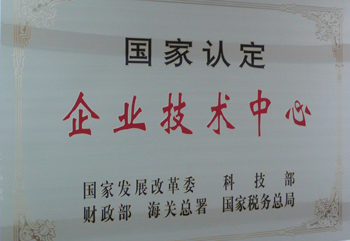 国家认定
企业技术中心
国家发展改革委 科技部
财政部 海关总署 国家税务总局